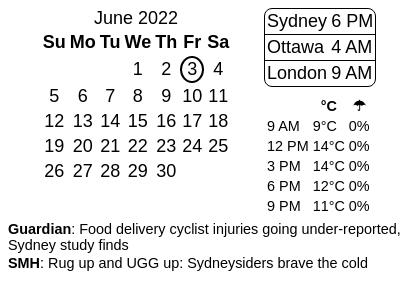 June 2022
Su Mo Tu We Th Fr Sa
1 2 3 4
5 6 7 8 9 10 11
12 13 14 15 16 17 18
19 20 21 22 23 24 25
26 27 28 29 30
Sydney 6 PM
Ottawa 4 AM
London 9 AM
°C ☂
9 AM 9°C 0%
12 PM 14°C 0%
3 PM 14°C 0%
6 PM 12°C 0%
9 PM 11°C 0%
Guardian: Food delivery cyclist injuries going under-reported,
Sydney study finds
SMH: Rug up and UGG up: Sydneysiders brave the cold